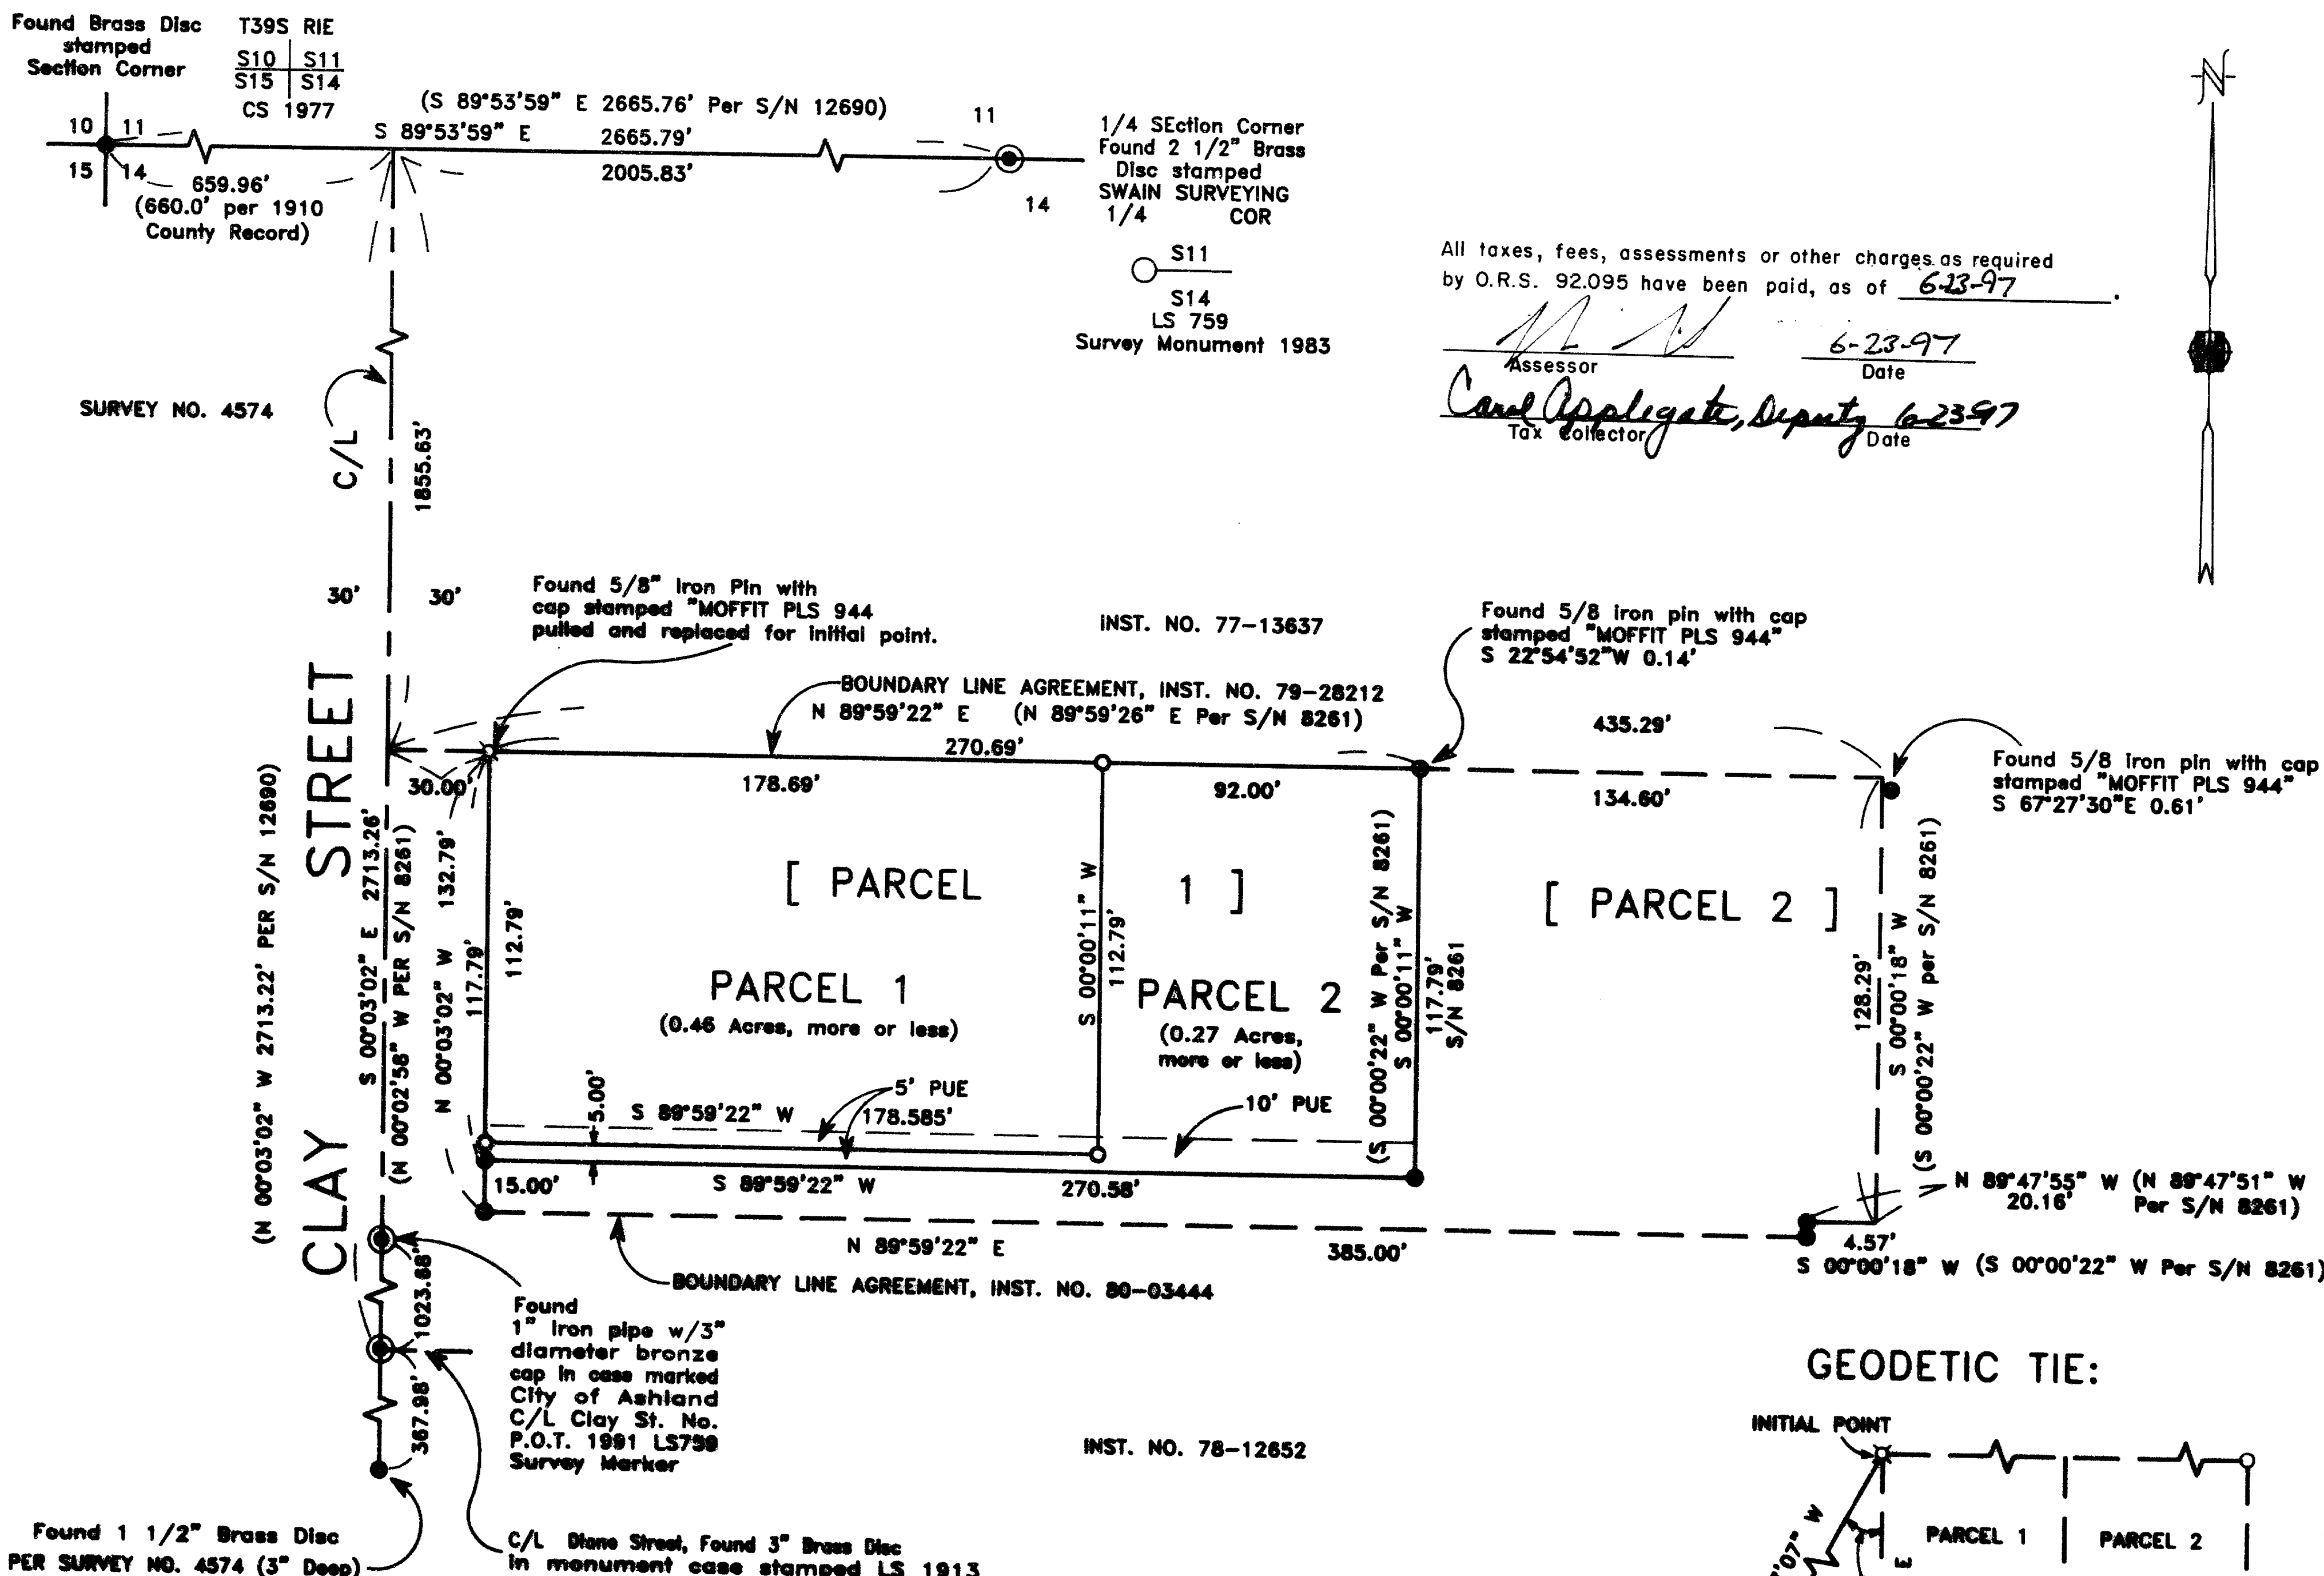 Found Brass Disc
stamped
Section Corner
T39S RIE
S10 S11
S15 S14
CS 1977
10 11
15 14
(S 89°53'59" E 2665.76' Per S/N 12690)
S 89°53'59" E 2665.79'
2005.83'
659.96'
(660.0' per 1910
County Record)
11
14
1/4 SEction Corner
Found 2 1/2" Brass
Disc stamped
SWAIN SURVEYING
1/4 COR
S11
S14
LS 759
Survey Monument 1983
All taxes, fees, assessments or other charges as required
by O.R.S. 92.095 have been paid, as of 6-23-97.
6-23-97
Assessor Date
Carol Applegate, Deputy 6-23-97
Tax Collector Date
N
SURVEY NO. 4574
C/L
1855.63'
30' 30'
Found 5/8" Iron Pin with
cap stamped "MOFFIT PLS 944
pulled and replaced for initial point.
INST. NO. 77-13637
Found 5/8 iron pin with cap
stamped "MOFFIT PLS 944"
S 22°54'52"W 0.14'
BOUNDARY LINE AGREEMENT, INST. NO. 79-28212
N 89°59'22" E (N 89°59'26" E Per S/N 8261)
270.69'
435.29'
Found 5/8 iron pin with cap
stamped "MOFFIT PLS 944"
S 67°27'30"E 0.61'
30.00'
178.69'
92.00'
134.60'
CLAY STREET
(N 00°03'02" W 2713.22' PER S/N 12690)
S 00°03'02" E 2713.26'
(N 00°02'58" W PER S/N 8261)
N 00°03'02" W 132.79'
117.79'
112.79'
[ PARCEL 1 ]
[ PARCEL 2 ]
S 00°00'11" W
112.79'
PARCEL 1
(0.46 Acres, more or less)
PARCEL 2
(0.27 Acres,
more or less)
(S 00°00'22" W Per S/N 8261)
S 00°00'11" W
117.79'
S/N 8261
128.29'
S 00°00'18" W
(S 00°00'22" W per S/N 8261)
5.00'
5' PUE
S 89°59'22" W 178.585'
10' PUE
15.00'
S 89°59'22" W
270.58'
N 89°47'55" W (N 89°47'51" W
20.16' Per S/N 8261)
N 89°59'22" E
385.00'
4.57'
S 00°00'18" W (S 00°00'22" W Per S/N 8261)
BOUNDARY LINE AGREEMENT, INST. NO. 80-03444
1023.68'
367.98'
Found
1" Iron pipe w/3"
diameter bronze
cap in case marked
City of Ashland
C/L Clay St. No.
P.O.T. 1991 LS759
Survey Marker
INST. NO. 78-12652
GEODETIC TIE:
INITIAL POINT
PARCEL 1
PARCEL 2
'07" W
E
Found 1 1/2" Brass Disc
PER SURVEY NO. 4574 (3" Deep)
C/L Diane Street, Found 3" Brass Disc
in monument case stamped LS 1913